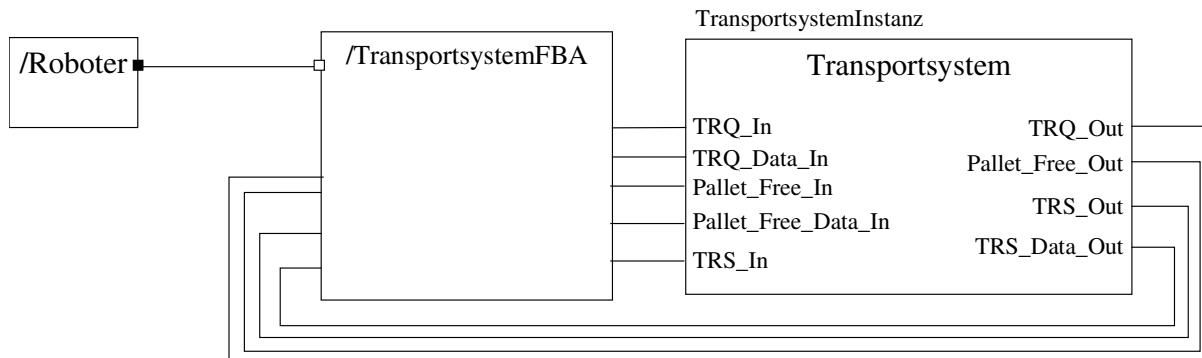 TransportsystemInstanz
/Roboter
/TransportsystemFBA
Transportsystem
TRQ_In
TRQ_Out
TRQ_Data_In
Pallet_Free_Out
Pallet_Free_In
TRS_Out
Pallet_Free_Data_In
TRS_Data_Out
TRS_In